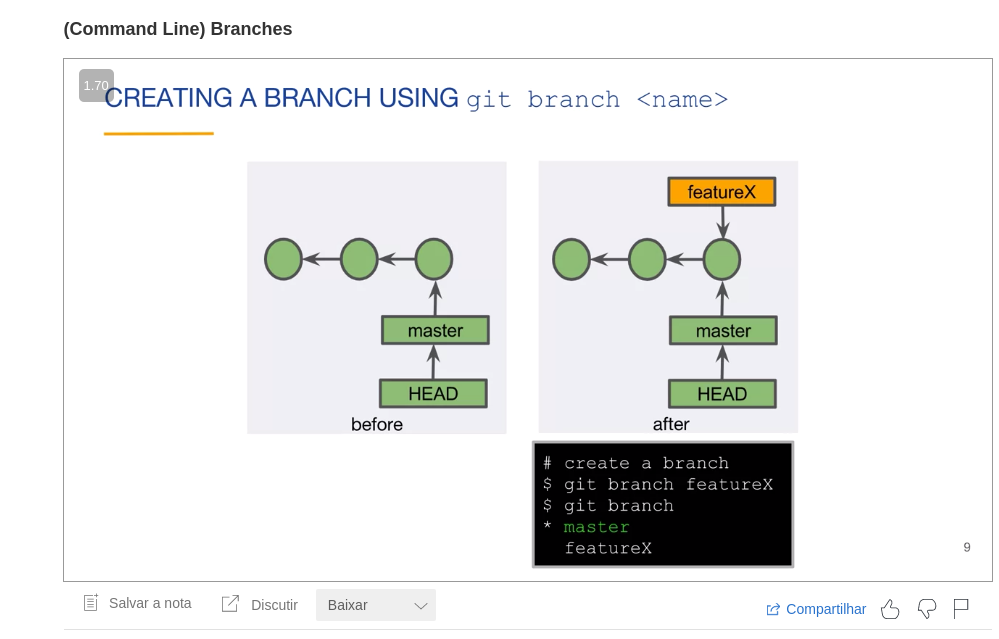 (Command Line) Branches
1.70
CREATING A BRANCH USING git branch <name>
featureX
master
master
HEAD
HEAD
before
after
# create a branch
$ git branch featureX
$ git branch
* master
featureX
9
Salvar a nota
Discutir
Baixar
Compartilhar